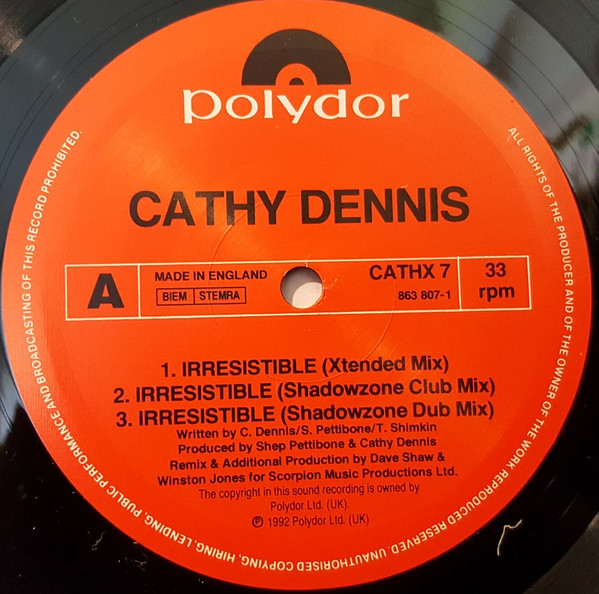 polydor
CATHY DENNIS
A
MADE IN ENGLAND
BIEM STEMRA
CATHX 7
863 807-1
33
rpm
1. IRRESISTIBLE (Xtended Mix)
2. IRRESISTIBLE (Shadowzone Club Mix)
3. IRRESISTIBLE (Shadowzone Dub Mix)
Written by C. Dennis/S. Pettibone/T. Shimkin
Produced by Shep Pettibone & Cathy Dennis
Remix & Additional Production by Dave Shaw &
Winston Jones for Scorpion Music Productions Ltd.
The copyright in this sound recording is owned by
Polydor Ltd. (UK).
℗ 1992 Polydor Ltd. (UK)
ALL RIGHTS OF THE PRODUCER AND OF THE OWNER OF THE WORK REPRODUCED RESERVED. UNAUTHORISED COPYING, HIRING, LENDING, PUBLIC PERFORMANCE AND BROADCASTING OF THIS RECORD PROHIBITED.